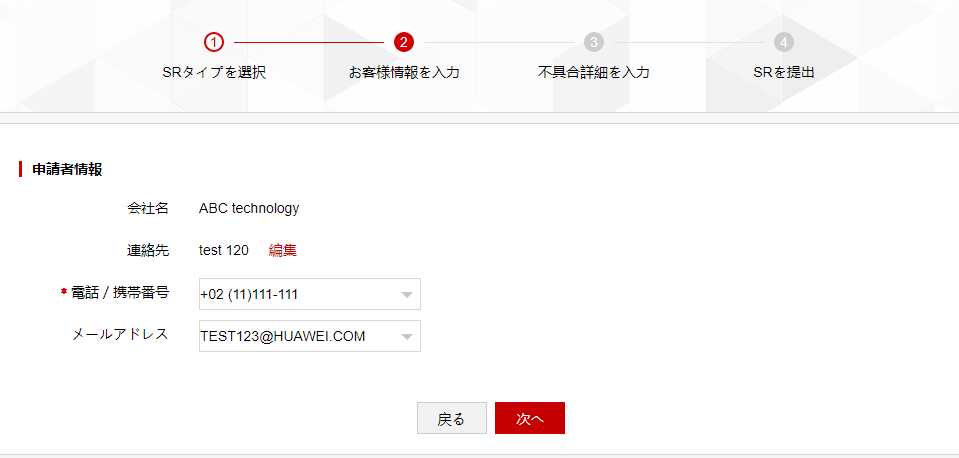 1 2 3 4
SRタイプを選択 お客様情報を入力 不具合詳細を入力 SRを提出
申請者情報
会社名 ABC technology
連絡先 test 120 編集
* 電話 / 携帯番号 +02 (11)111-111
メールアドレス TEST123@HUAWEI.COM
戻る 次へ